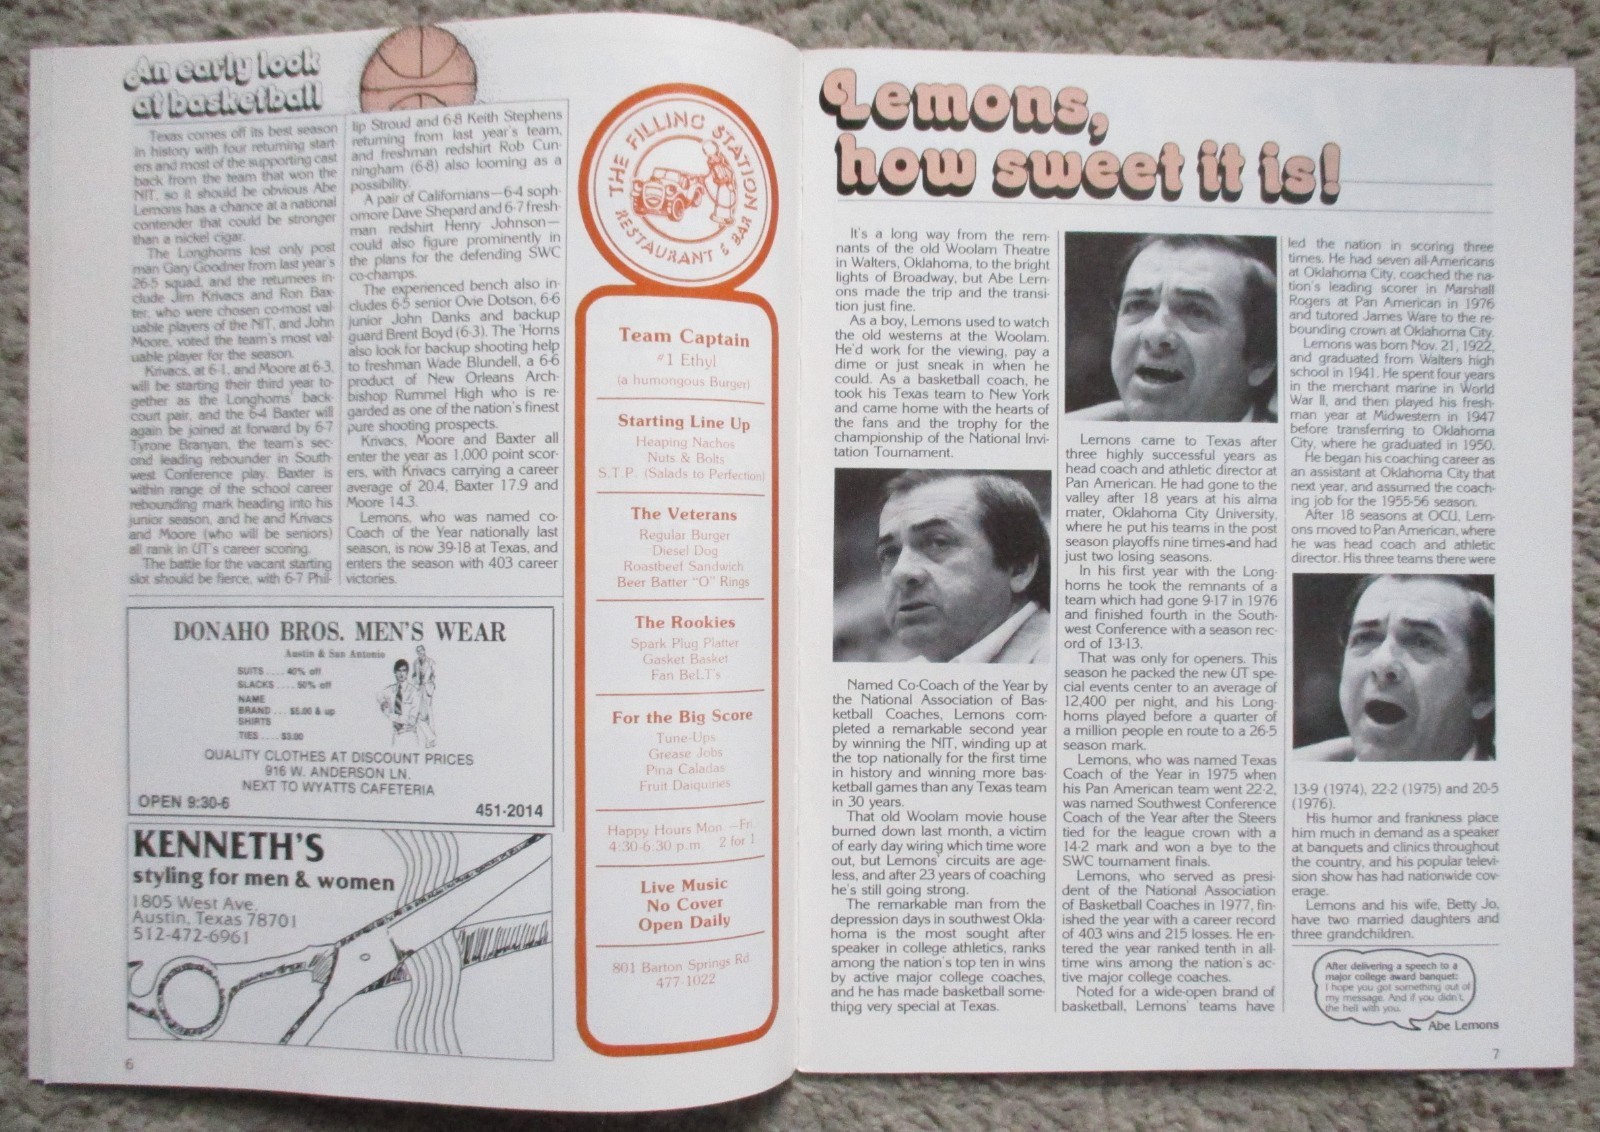 An early look
at basketball
Texas comes off its best season
in history with four returning start-
ers and most of the supporting cast
back from the team that won the
NIT, so it should be obvious Abe
Lemons has a chance at a national
contender that could be stronger
than a nickel cigar.
The Longhorns lost only post
man Gary Goodner from last year's
26-5 squad, and the returnees in-
clude Jim Krivacs and Ron Bax-
ter, who were chosen co-most val-
uable players of the NIT, and John
Moore, voted the team's most val-
uable player for the season.
Krivacs, at 6-1, and Moore at 6-3,
will be starting their third year to-
gether as the Longhorns' back-
court pair, and the 6-4 Baxter will
again be joined at forward by 6-7
Tyrone Branyan, the team's sec-
ond leading rebounder in South-
west Conference play. Baxter is
within range of the school career
rebounding mark heading into his
junior season, and he and Krivacs
and Moore (who will be seniors)
all rank in UT's career scoring.
The battle for the vacant starting
slot should be fierce, with 6-7 Phil-
lip Stroud and 6-8 Keith Stephens
returning from last year's team,
and freshman redshirt Rob Cun-
ningham (6-8) also looming as a
possibility.
A pair of Californians—6-4 soph-
omore Dave Shepard and 6-7 fresh-
man redshirt Henry Johnson—
could also figure prominently in
the plans for the defending SWC
co-champs.
The experienced bench also in-
cludes 6-5 senior Ovie Dotson, 6-6
junior John Danks and backup
guard Brent Boyd (6-3). The 'Horns
also look for backup shooting help
to freshman Wade Blundell, a 6-6
product of New Orleans Arch-
bishop Rummel High who is re-
garded as one of the nation's finest
pure shooting prospects.
Krivacs, Moore and Baxter all
enter the year as 1,000 point scor-
ers, with Krivacs carrying a career
average of 20.4, Baxter 17.9 and
Moore 14.3.
Lemons, who was named co-
Coach of the Year nationally last
season, is now 39-18 at Texas, and
enters the season with 403 career
victories.
DONAHO BROS. MEN'S WEAR
Austin & San Antonio
SUITS .... 40% off
SLACKS .... 50% off
NAME
BRAND ... $5.00 & up
SHIRTS
TIES .... $3.00
QUALITY CLOTHES AT DISCOUNT PRICES
916 W. ANDERSON LN.
NEXT TO WYATTS CAFETERIA
OPEN 9:30-6
451-2014
KENNETH'S
styling for men & women
1805 West Ave.
Austin, Texas 78701
512-472-6961
6
THE FILLING STATION
RESTAURANT & BAR
Team Captain
#1 Ethyl
(a humongous Burger)
Starting Line Up
Heaping Nachos
Nuts & Bolts
S.T.P. (Salads to Perfection)
The Veterans
Regular Burger
Diesel Dog
Roastbeef Sandwich
Beer Batter "O" Rings
The Rookies
Spark Plug Platter
Gasket Basket
Fan BeLT's
For the Big Score
Tune-Ups
Grease Jobs
Pina Caladas
Fruit Daiquiries
Happy Hours Mon —Fri
4:30-6:30 p.m. 2 for 1
Live Music
No Cover
Open Daily
801 Barton Springs Rd.
477-1022
Lemons,
how sweet it is!
It's a long way from the rem-
nants of the old Woolam Theatre
in Walters, Oklahoma, to the bright
lights of Broadway, but Abe Lem-
ons made the trip and the transi-
tion just fine.
As a boy, Lemons used to watch
the old westerns at the Woolam.
He'd work for the viewing, pay a
dime or just sneak in when he
could. As a basketball coach, he
took his Texas team to New York
and came home with the hearts of
the fans and the trophy for the
championship of the National Invi-
tation Tournament.
Named Co-Coach of the Year by
the National Association of Bas-
ketball Coaches, Lemons com-
pleted a remarkable second year
by winning the NIT, winding up at
the top nationally for the first time
in history and winning more bas-
ketball games than any Texas team
in 30 years.
That old Woolam movie house
burned down last month, a victim
of early day wiring which time wore
out, but Lemons' circuits are age-
less, and after 23 years of coaching
he's still going strong.
The remarkable man from the
depression days in southwest Okla-
homa is the most sought after
speaker in college athletics, ranks
among the nation's top ten in wins
by active major college coaches,
and he has made basketball some-
thing very special at Texas.
Lemons came to Texas after
three highly successful years as
head coach and athletic director at
Pan American. He had gone to the
valley after 18 years at his alma
mater, Oklahoma City University,
where he put his teams in the post
season playoffs nine times and had
just two losing seasons.
In his first year with the Long-
horns he took the remnants of a
team which had gone 9-17 in 1976
and finished fourth in the South-
west Conference with a season rec-
ord of 13-13.
That was only for openers. This
season he packed the new UT spe-
cial events center to an average of
12,400 per night, and his Long-
horns played before a quarter of
a million people en route to a 26-5
season mark.
Lemons, who was named Texas
Coach of the Year in 1975 when
his Pan American team went 22-2,
was named Southwest Conference
Coach of the Year after the Steers
tied for the league crown with a
14-2 mark and won a bye to the
SWC tournament finals.
Lemons, who served as presi-
dent of the National Association
of Basketball Coaches in 1977, fin-
ished the year with a career record
of 403 wins and 215 losses. He en-
tered the year ranked tenth in all-
time wins among the nation's ac-
tive major college coaches.
Noted for a wide-open brand of
basketball, Lemons' teams have
led the nation in scoring three
times. He had seven all-Americans
at Oklahoma City, coached the na-
tion's leading scorer in Marshall
Rogers at Pan American in 1976
and tutored James Ware to the re-
bounding crown at Oklahoma City.
Lemons was born Nov. 21, 1922,
and graduated from Walters high
school in 1941. He spent four years
in the merchant marine in World
War II, and then played his fresh-
man year at Midwestern in 1947
before transferring to Oklahoma
City, where he graduated in 1950.
He began his coaching career as
an assistant at Oklahoma City that
next year, and assumed the coach-
ing job for the 1955-56 season.
After 18 seasons at OCU, Lem-
ons moved to Pan American, where
he was head coach and athletic
director. His three teams there were
13-9 (1974), 22-2 (1975) and 20-5
(1976).
His humor and frankness place
him much in demand as a speaker
at banquets and clinics throughout
the country, and his popular televi-
sion show has had nationwide cov-
erage.
Lemons and his wife, Betty Jo,
have two married daughters and
three grandchildren.
After delivering a speech to a
major college award banquet:
I hope you got something out of
my message. And if you didn't,
the hell with you.
Abe Lemons
7